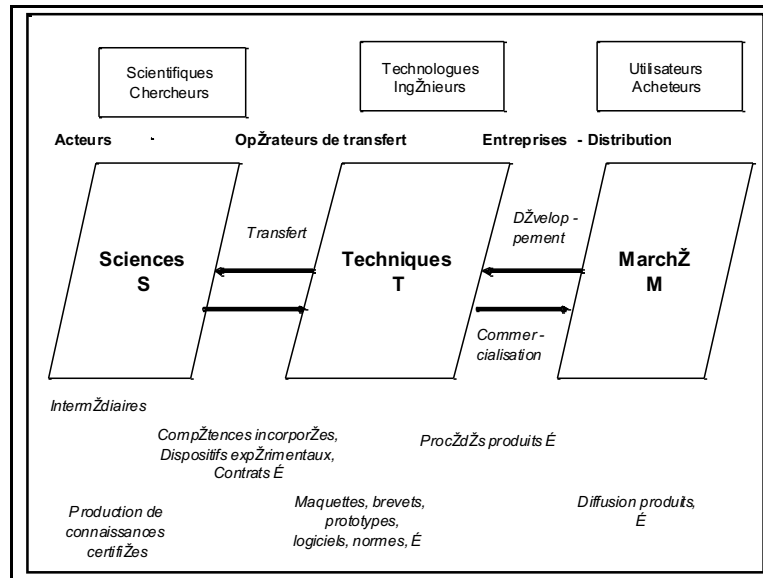 Scientifiques
Chercheurs
Technologues
IngŽnieurs
Utilisateurs
Acheteurs
Acteurs -
OpŽrateurs de transfert
Entreprises - Distribution
Transfert
DŽvelop -
pement
Sciences
S
Techniques
T
MarchŽ
M
Commer -
cialisation
IntermŽdiaires
CompŽtences incorporŽes,
Dispositifs expŽrimentaux,
Contrats É
ProcŽdŽs produits É
Production de
connaissances
certifiŽes
Maquettes, brevets,
prototypes,
logiciels, normes, É
Diffusion produits,
É